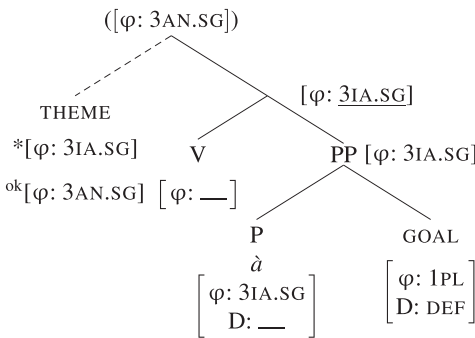 ([φ: 3AN.SG])
[φ: 3IA.SG]
THEME
*[φ: 3IA.SG] V PP [φ: 3IA.SG]
ok[φ: 3AN.SG] [φ: __]
P GOAL
à
[φ: 3IA.SG [φ: 1PL
D: __] D: DEF]